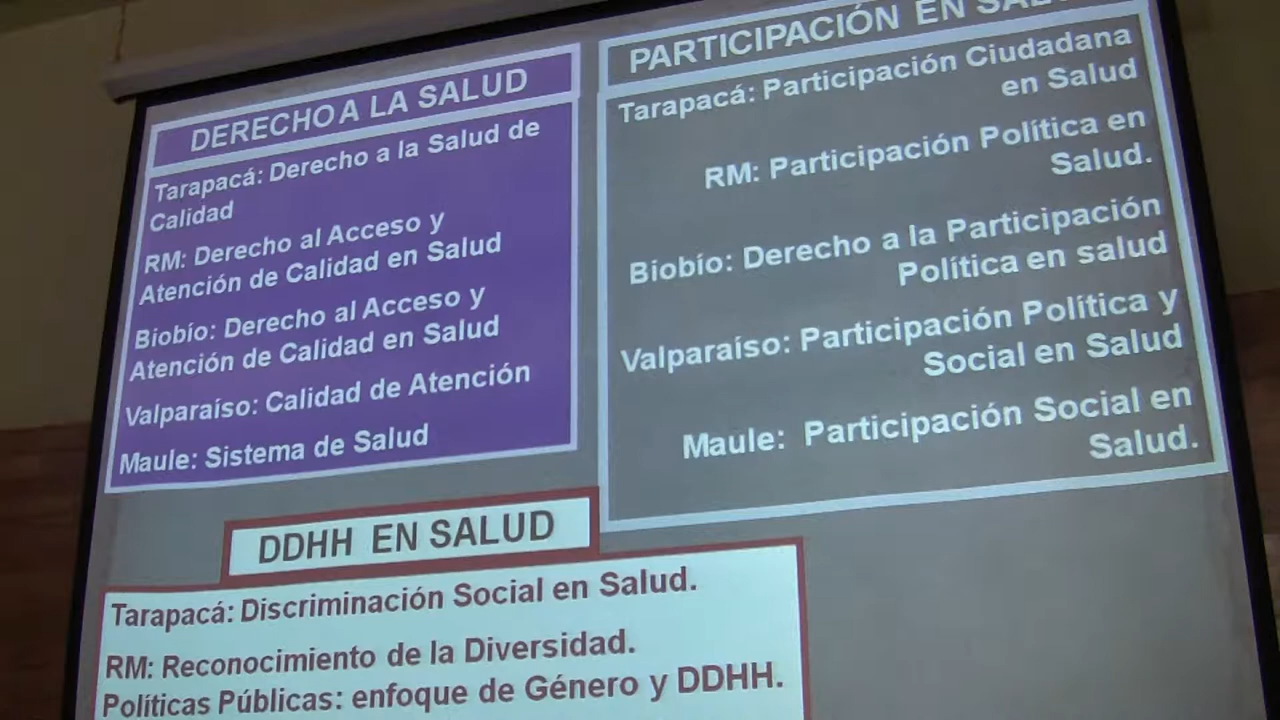 DERECHO A LA SALUD
Tarapacá: Derecho a la Salud de
Calidad
RM: Derecho al Acceso y
Atención de Calidad en Salud
Biobío: Derecho al Acceso y
Atención de Calidad en Salud
Valparaíso: Calidad de Atención
Maule: Sistema de Salud
PARTICIPACIÓN EN
Tarapacá: Participación Ciudadana
en Salud
RM: Participación Política en
Salud.
Biobío: Derecho a la Participación
Política en salud
Valparaíso: Participación Política y
Social en Salud
Maule: Participación Social en
Salud.
DDHH EN SALUD
Tarapacá: Discriminación Social en Salud.
RM: Reconocimiento de la Diversidad.
Políticas Públicas: enfoque de Género y DDHH.